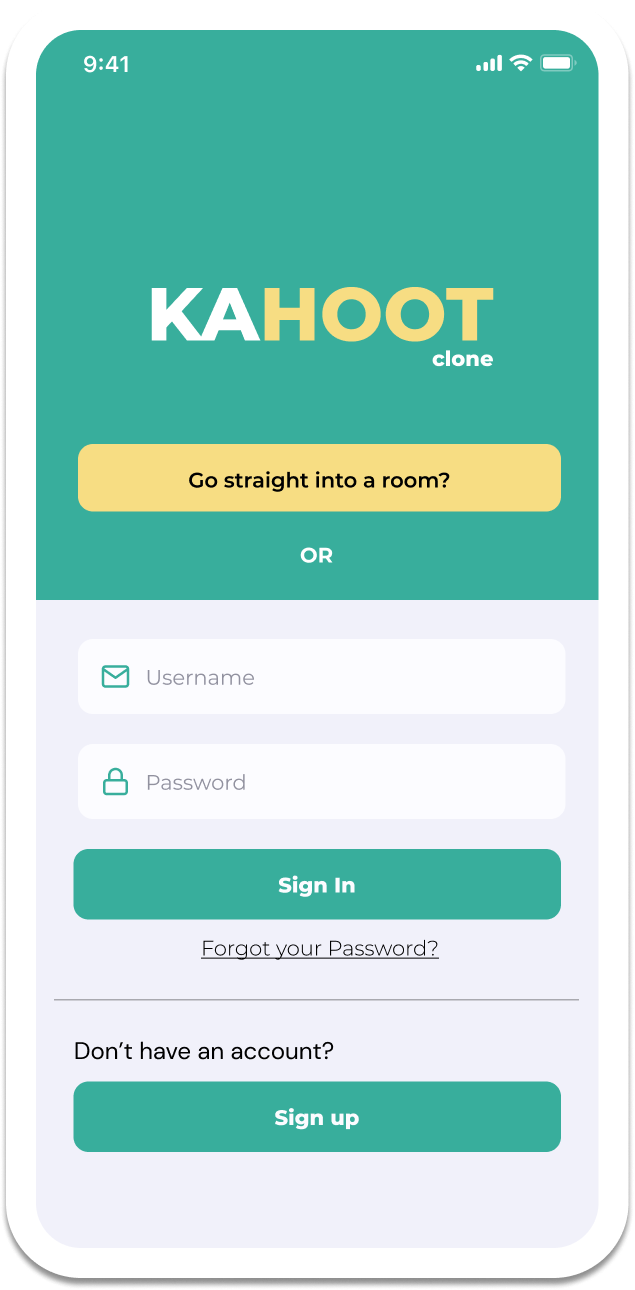 9:41
KAHOOT
clone
Go straight into a room?
OR
Username
Password
Sign In
Forgot your Password?
Don’t have an account?
Sign up